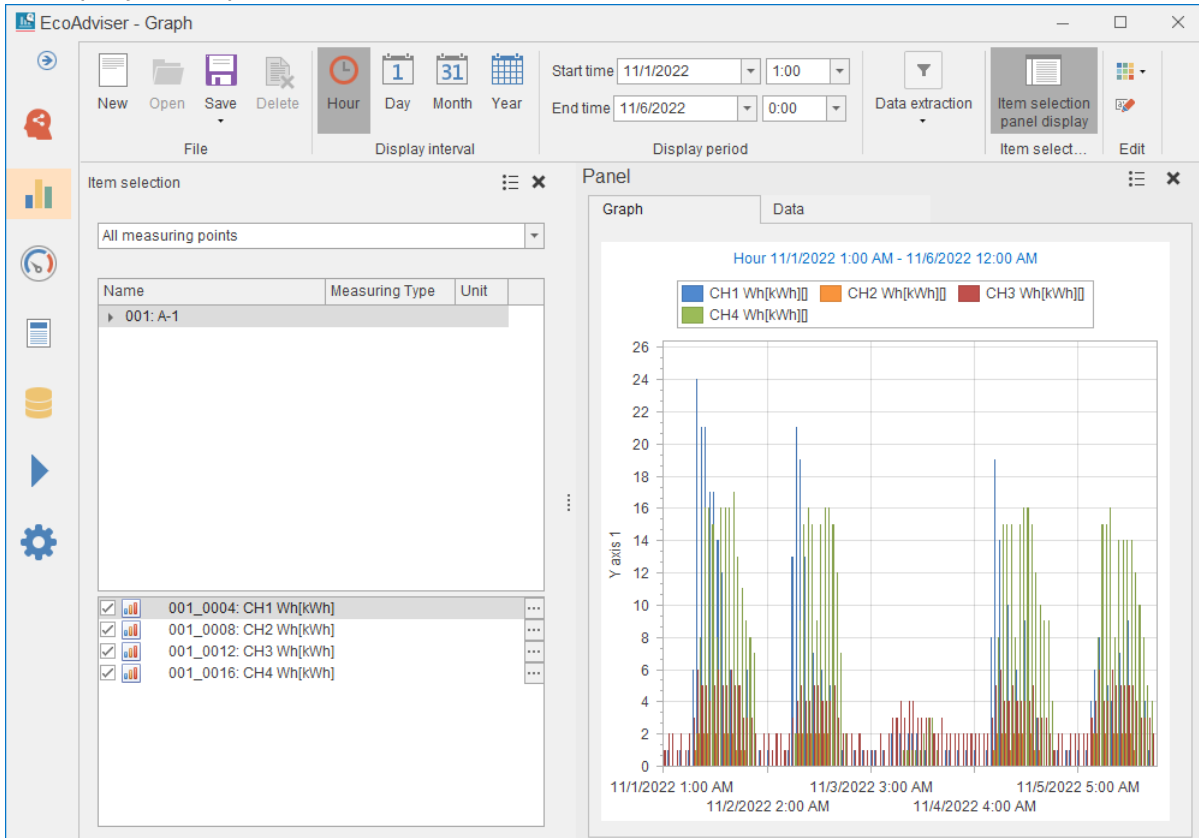 EcoAdviser - Graph
New Open Save Delete
File
Hour Day Month Year
1 31
Display interval
Start time 11/1/2022 1:00
End time 11/6/2022 0:00
Display period
Data extraction
Item selection
panel display
Item select...
Edit
Item selection
All measuring points
Name Measuring Type Unit
001: A-1
001_0004: CH1 Wh[kWh] ...
001_0008: CH2 Wh[kWh] ...
001_0012: CH3 Wh[kWh] ...
001_0016: CH4 Wh[kWh] ...
Panel
Graph Data
Hour 11/1/2022 1:00 AM - 11/6/2022 12:00 AM
CH1 Wh[kWh][] CH2 Wh[kWh][] CH3 Wh[kWh][]
CH4 Wh[kWh][]
Y axis 1
26
24
22
20
18
16
14
12
10
8
6
4
2
0
11/1/2022 1:00 AM 11/3/2022 3:00 AM 11/5/2022 5:00 AM
11/2/2022 2:00 AM 11/4/2022 4:00 AM